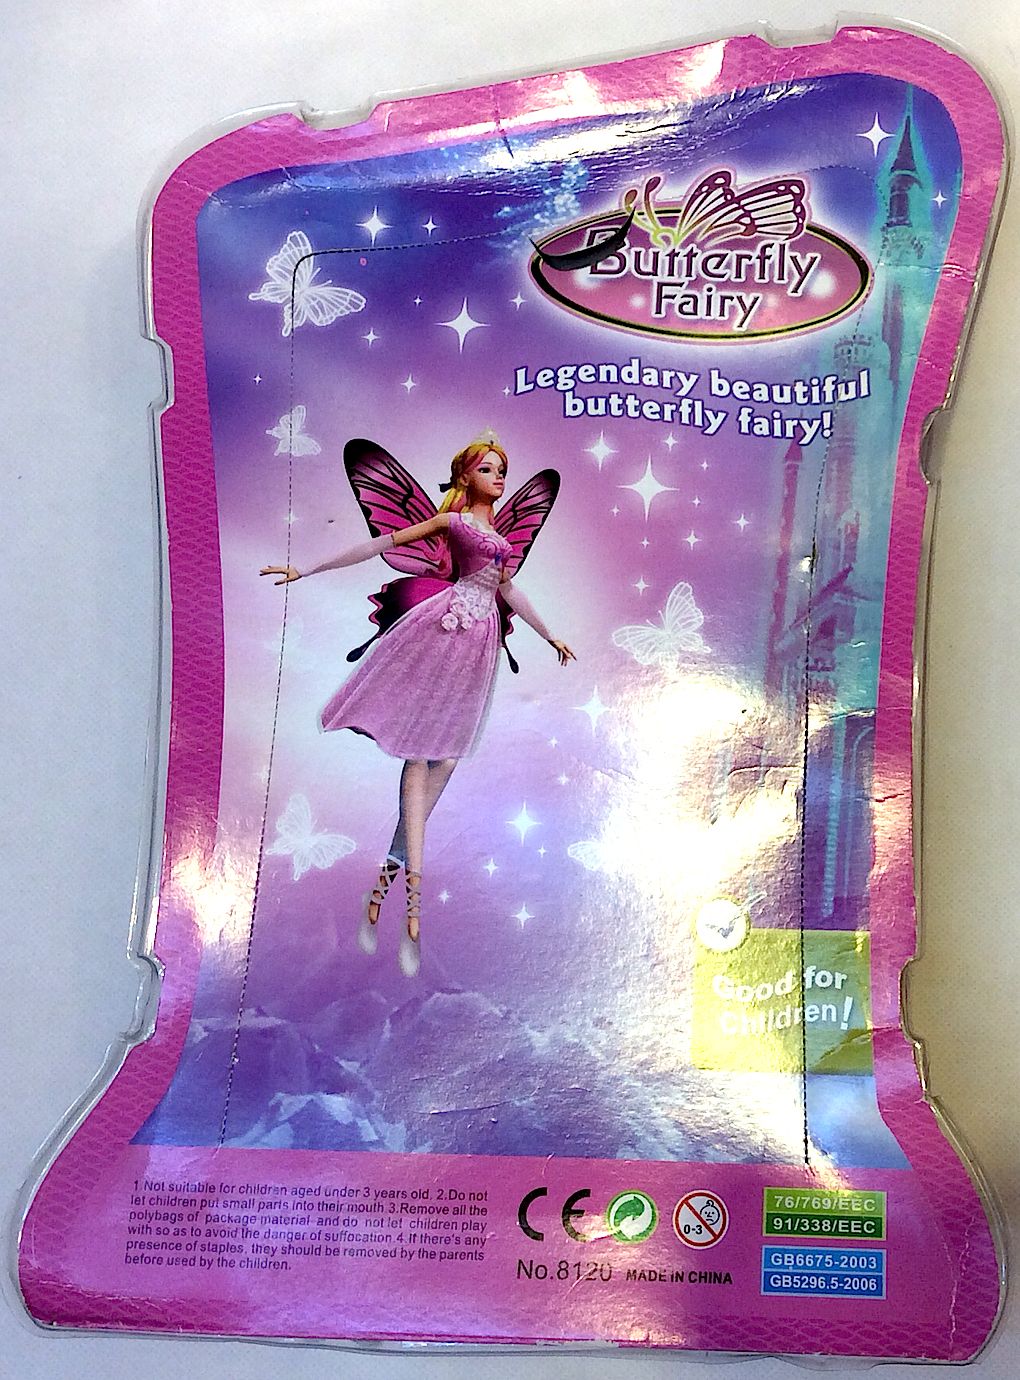 Butterfly
Fairy
Legendary beautiful
butterfly fairy!
Good for
Children!
1.Not suitable for children aged under 3 years old. 2.Do not
let children put small parts into their mouth 3.Remove all the
polybags of package material and do not let children play
with so as to avoid the danger of suffocation.4.If there's any
presence of staples, they should be removed by the parents
before used by the children.
CE
0-3
76/769/EEC
91/338/EEC
GB6675-2003
GB5296.5-2006
No.8120 MADE IN CHINA